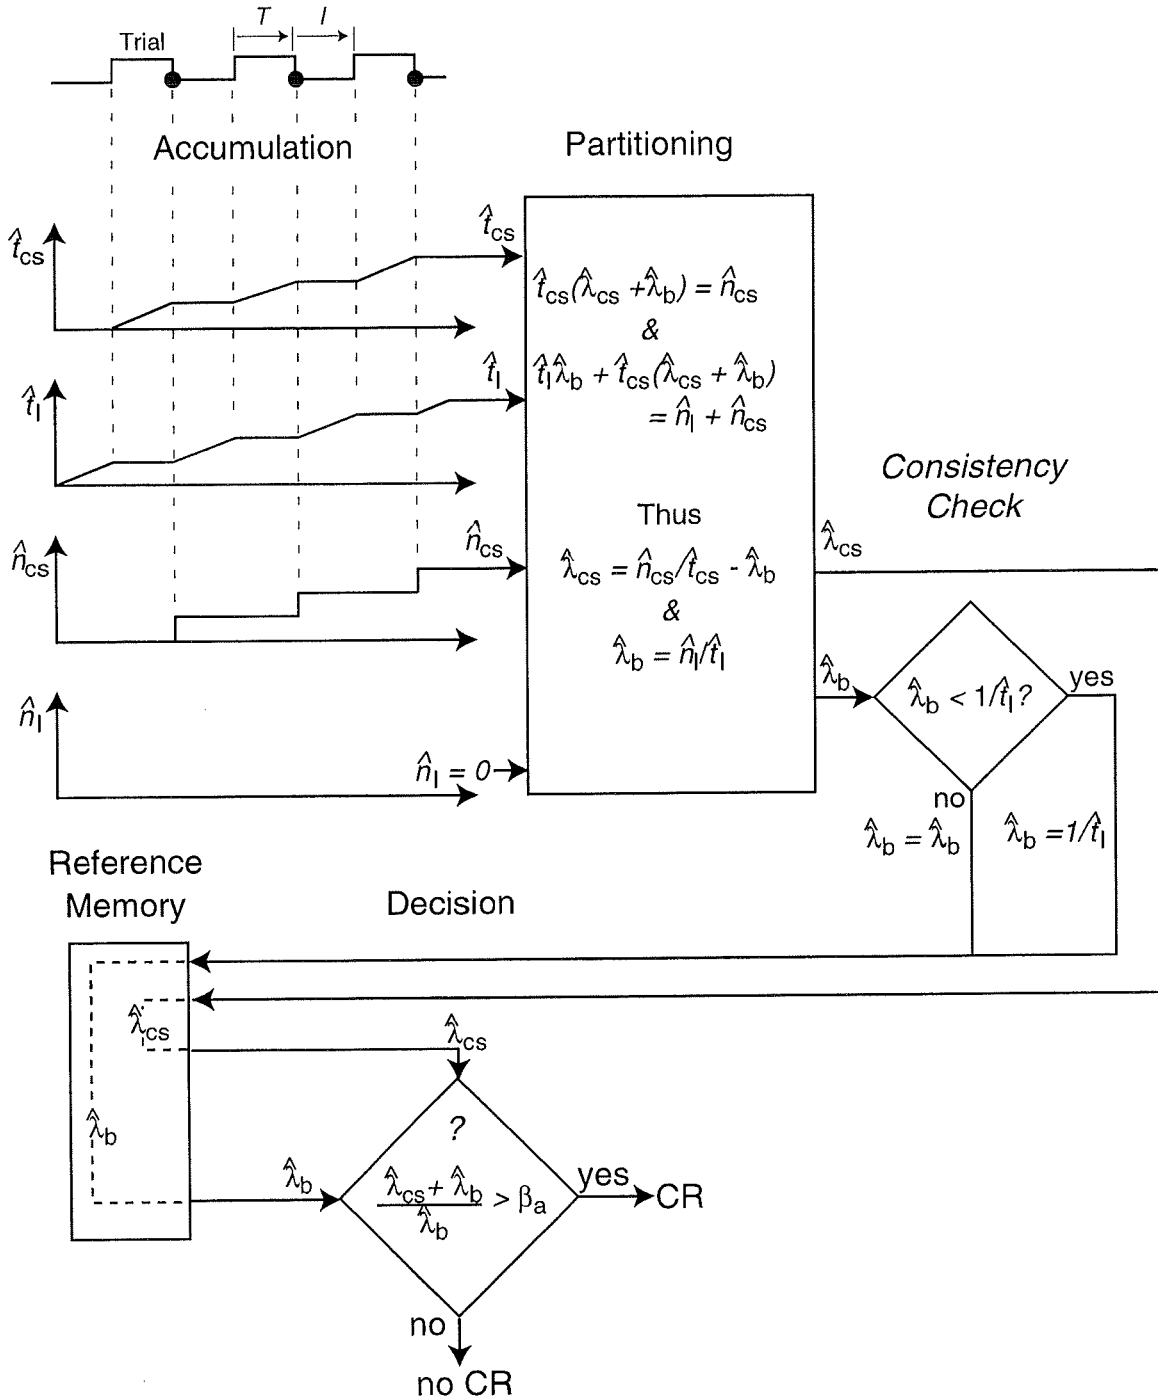 T I
Trial
Accumulation
Partitioning
t̂cs
t̂cs
t̂cs(λ̂̂cs + λ̂̂b) = n̂cs
&
t̂I
t̂I
t̂Iλ̂̂b + t̂cs(λ̂̂cs + λ̂̂b)
= n̂I + n̂cs
Consistency
Check
Thus
n̂cs
n̂cs
λ̂̂cs = n̂cs/t̂cs - λ̂̂b
&
λ̂̂b = n̂I/t̂I
λ̂̂cs
λ̂̂b
λ̂̂b < 1/t̂I?
yes
n̂I
n̂I = 0
no
λ̂̂b = λ̂̂b
λ̂̂b = 1/t̂I
Reference
Memory
Decision
λ̂̂cs
λ̂̂cs
λ̂̂b
λ̂̂b
?
λ̂̂cs + λ̂̂b
λ̂̂b
> βa
yes
CR
no
no CR